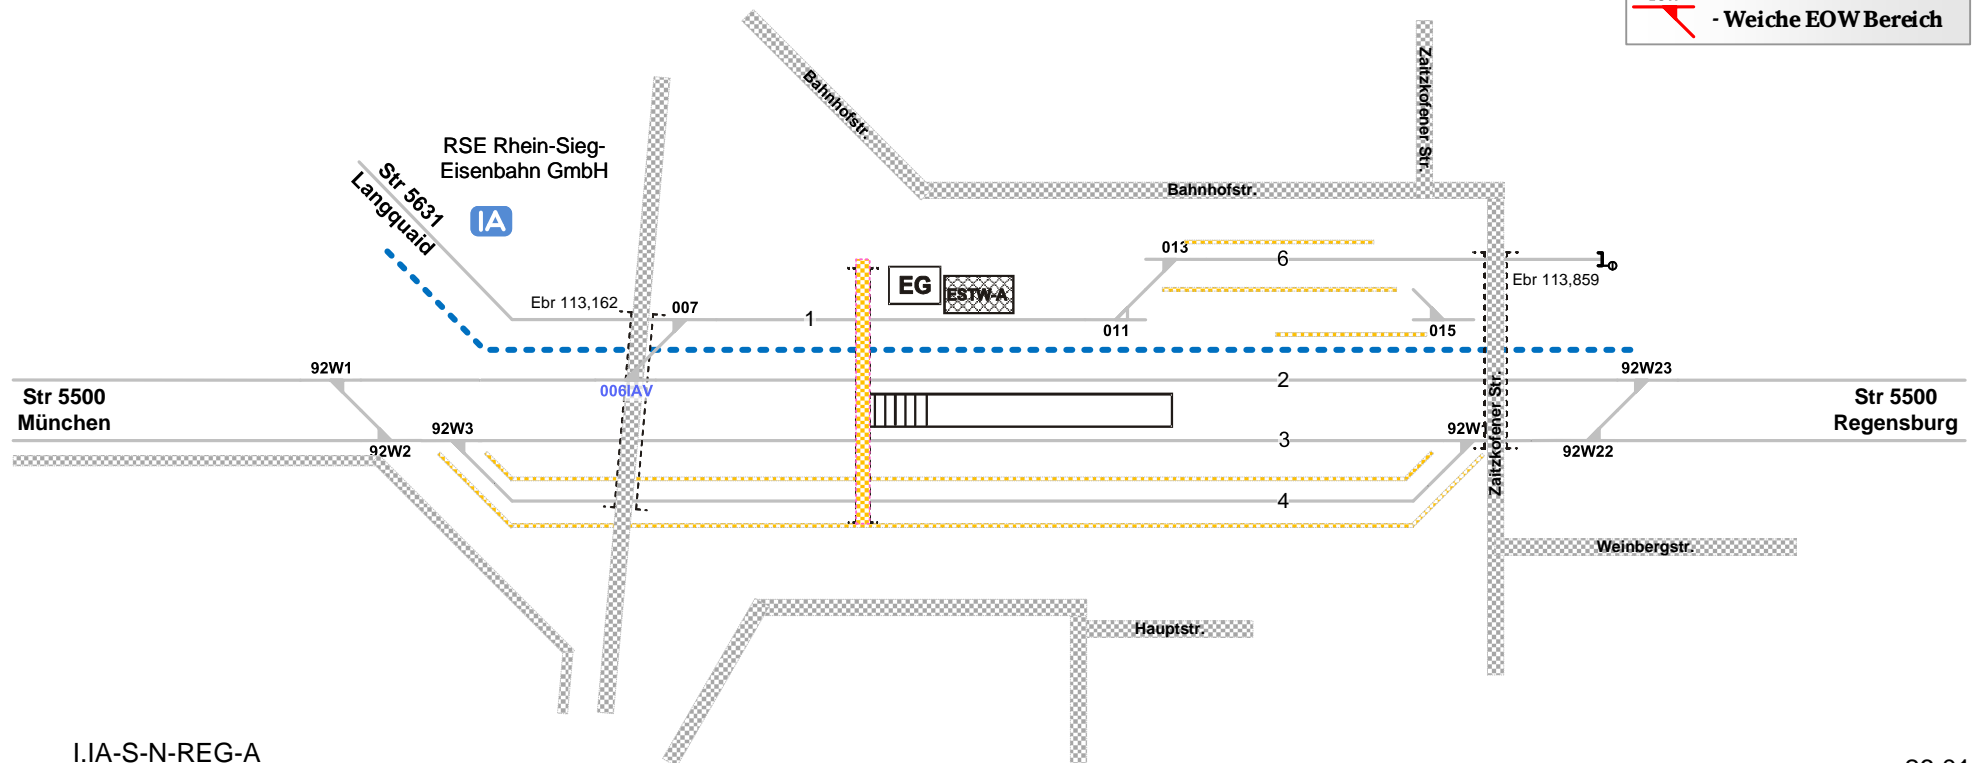 - Weiche EOW Bereich
Bahnhofstr.
Zaitzkofener Str.
RSE Rhein-Sieg-
Eisenbahn GmbH
IA
Str 5631
Langquaid
Bahnhofstr.
013
6
Ebr 113,859
EG
ESTW-A
Ebr 113,162
007
1
011
015
92W1
006IAV
2
92W23
Str 5500
München
Str 5500
Regensburg
92W3
92W2
3
92W1
92W22
Zaitzkofener Str.
4
Weinbergstr.
Hauptstr.
I.IA-S-N-REG-A